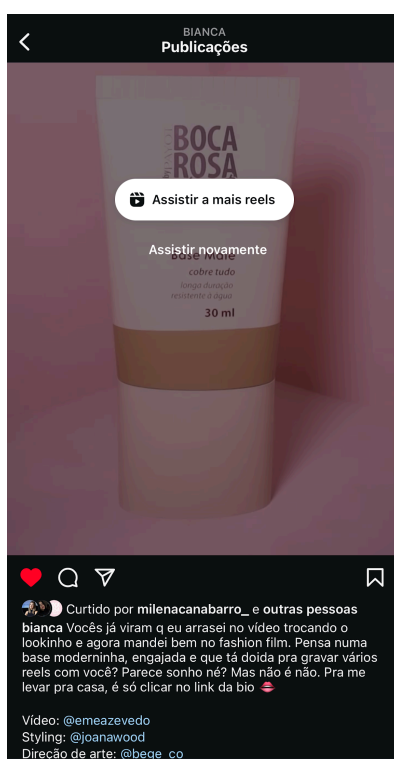 BIANCA
Publicações
BOCA
ROSA
Assistir a mais reels
Assistir novamente
Base Mate
cobre tudo
longa duração
resistente à água
30 ml
Curtido por milenacanabarro_ e outras pessoas
bianca Vocês já viram q eu arrasei no vídeo trocando o
lookinho e agora mandei bem no fashion film. Pensa numa
base moderninha, engajada e que tá doida pra gravar vários
reels com você? Parece sonho né? Mas não é não. Pra me
levar pra casa, é só clicar no link da bio 💋
Vídeo: @emeazevedo
Styling: @joanawood
Direção de arte: @bege_co